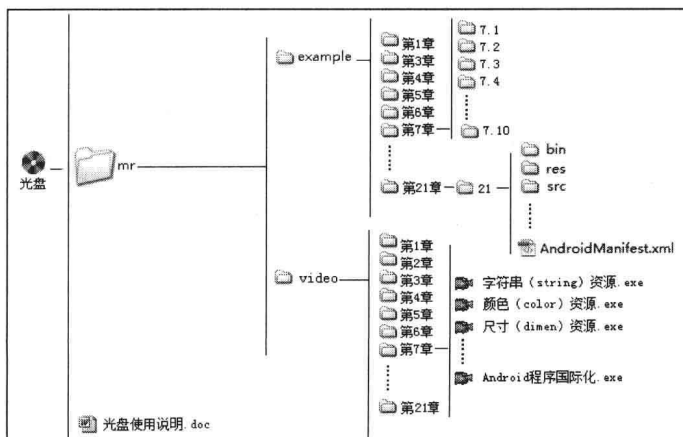 光盘
mr
example
第1章
第3章
第4章
第5章
第6章
第7章
7.1
7.2
7.3
7.4
7.10
第21章
21
bin
res
src
AndroidManifest.xml
video
第1章
第2章
第3章
第4章
第5章
第6章
第7章
字符串（string）资源.exe
颜色（color）资源.exe
尺寸（dimen）资源.exe
Android程序国际化.exe
第21章
光盘使用说明.doc